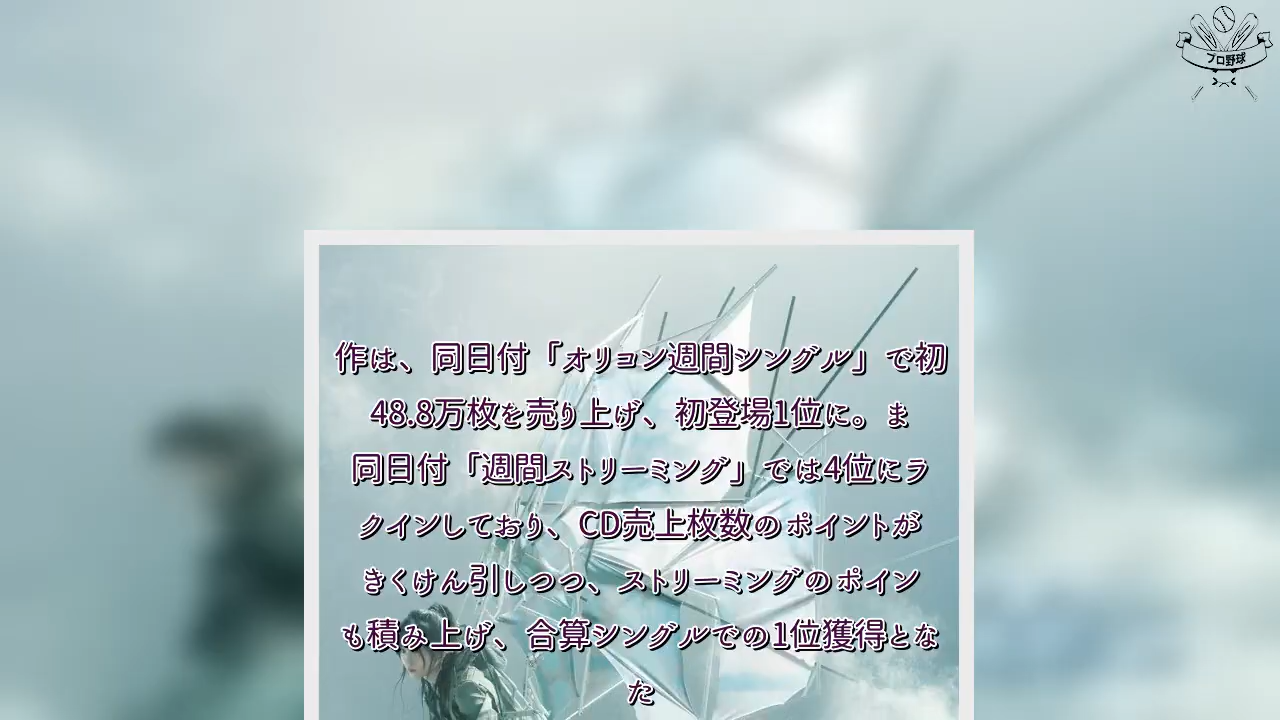 プロ野球
作は、同日付「オリコン週間シングル」で初
48.8万枚を売り上げ、初登場1位に。ま
同日付「週間ストリーミング」では4位にラ
クインしており、CD売上枚数のポイントが
きくけん引しつつ、ストリーミングのポイン
も積み上げ、合算シングルでの1位獲得とな
た